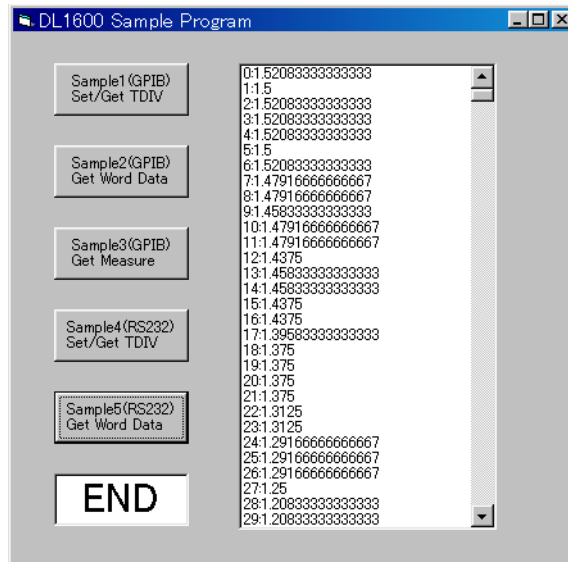 DL1600 Sample Program
Sample1(GPIB)
Set/Get TDIV
Sample2(GPIB)
Get Word Data
Sample3(GPIB)
Get Measure
Sample4(RS232)
Set/Get TDIV
Sample5(RS232)
Get Word Data
END
0:1.52083333333333
1:1.5
2:1.52083333333333
3:1.52083333333333
4:1.52083333333333
5:1.5
6:1.52083333333333
7:1.47916666666667
8:1.47916666666667
9:1.45833333333333
10:1.47916666666667
11:1.47916666666667
12:1.4375
13:1.45833333333333
14:1.45833333333333
15:1.4375
16:1.4375
17:1.39583333333333
18:1.375
19:1.375
20:1.375
21:1.375
22:1.3125
23:1.3125
24:1.29166666666667
25:1.29166666666667
26:1.29166666666667
27:1.25
28:1.20833333333333
29:1.20833333333333